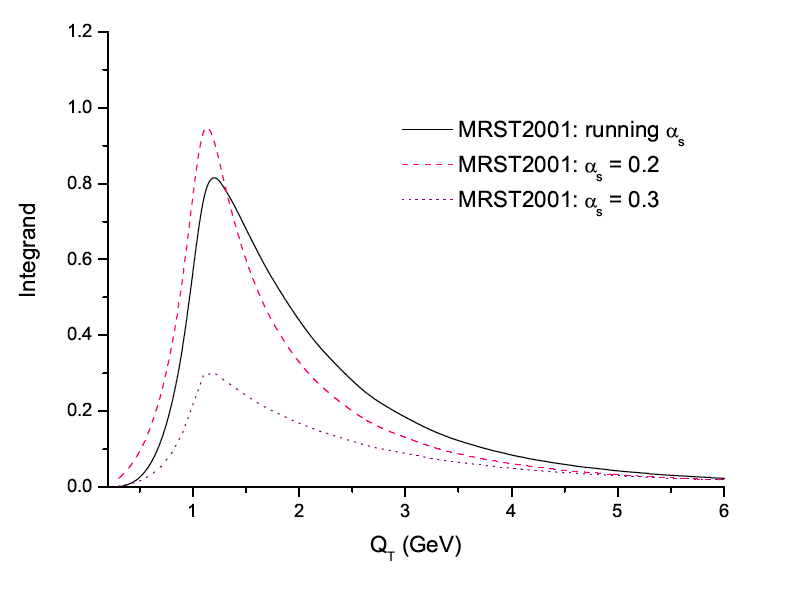 1.2
1.0
0.8
0.6
0.4
0.2
0.0
Integrand
MRST2001: running αs
MRST2001: αs = 0.2
MRST2001: αs = 0.3
1 2 3 4 5 6
QT (GeV)